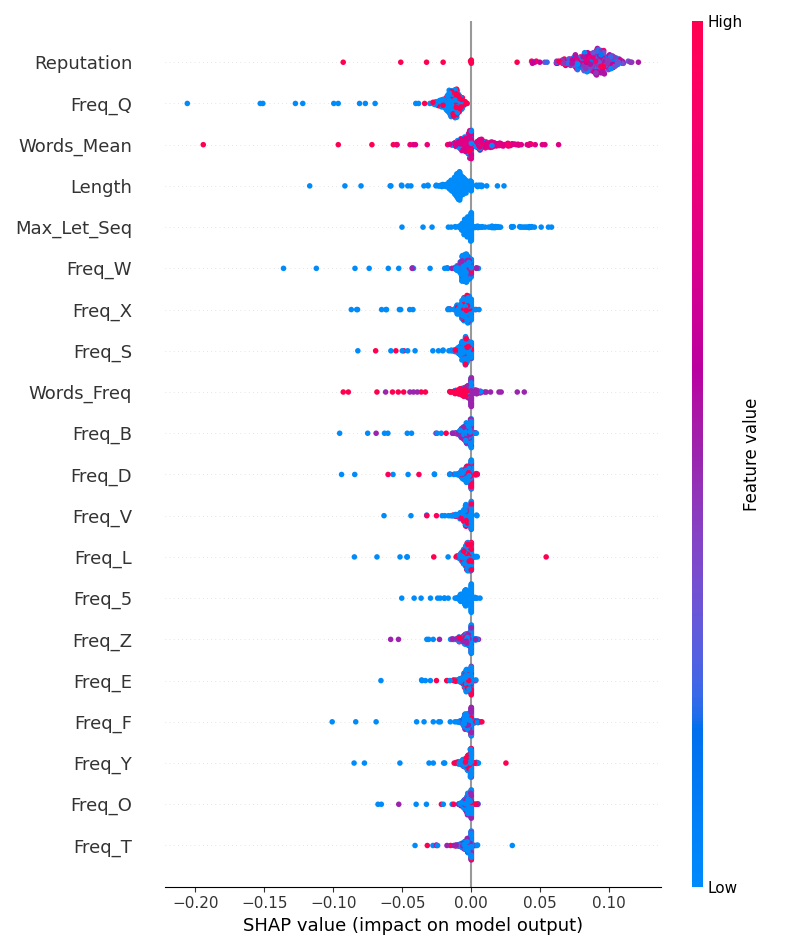 High
Reputation
Freq_Q
Words_Mean
Length
Max_Let_Seq
Freq_W
Freq_X
Freq_S
Words_Freq
Freq_B
Freq_D
Freq_V
Freq_L
Freq_5
Freq_Z
Freq_E
Freq_F
Freq_Y
Freq_O
Freq_T
Feature value
Low
−0.20 −0.15 −0.10 −0.05 0.00 0.05 0.10
SHAP value (impact on model output)